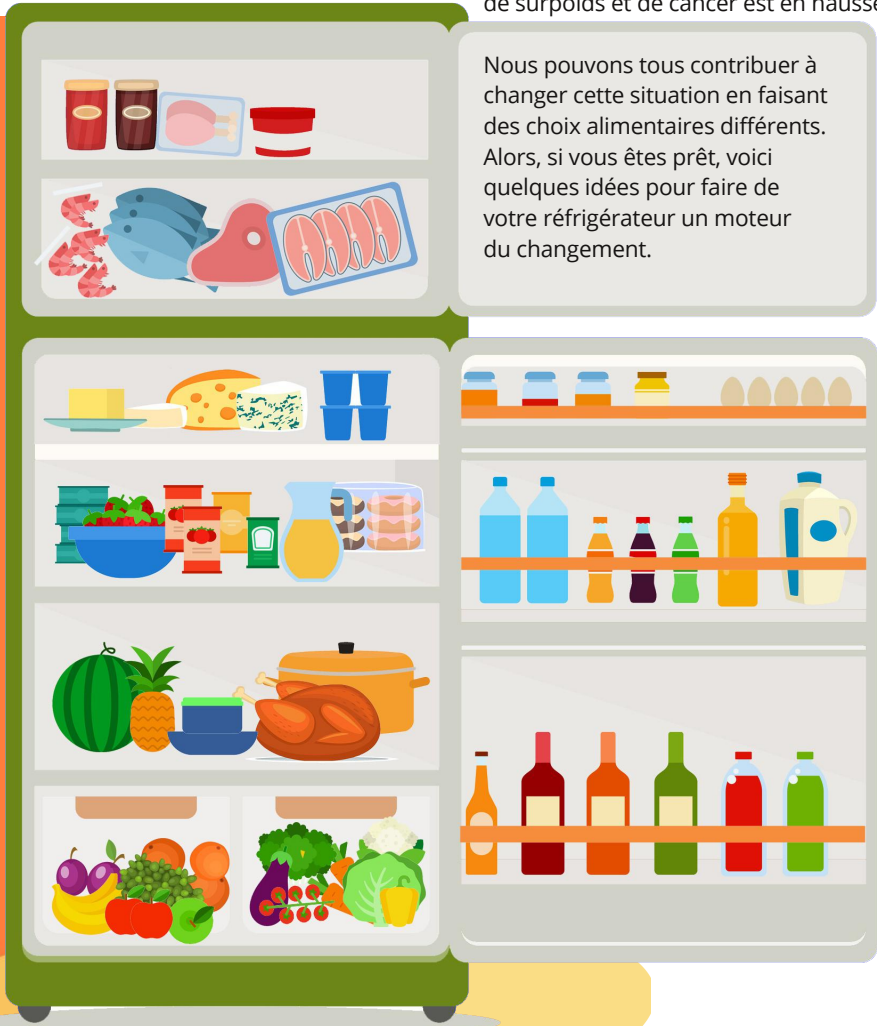 de surpoids et de cancer est en hausse
Nous pouvons tous contribuer à
changer cette situation en faisant
des choix alimentaires différents.
Alors, si vous êtes prêt, voici
quelques idées pour faire de
votre réfrigérateur un moteur
du changement.